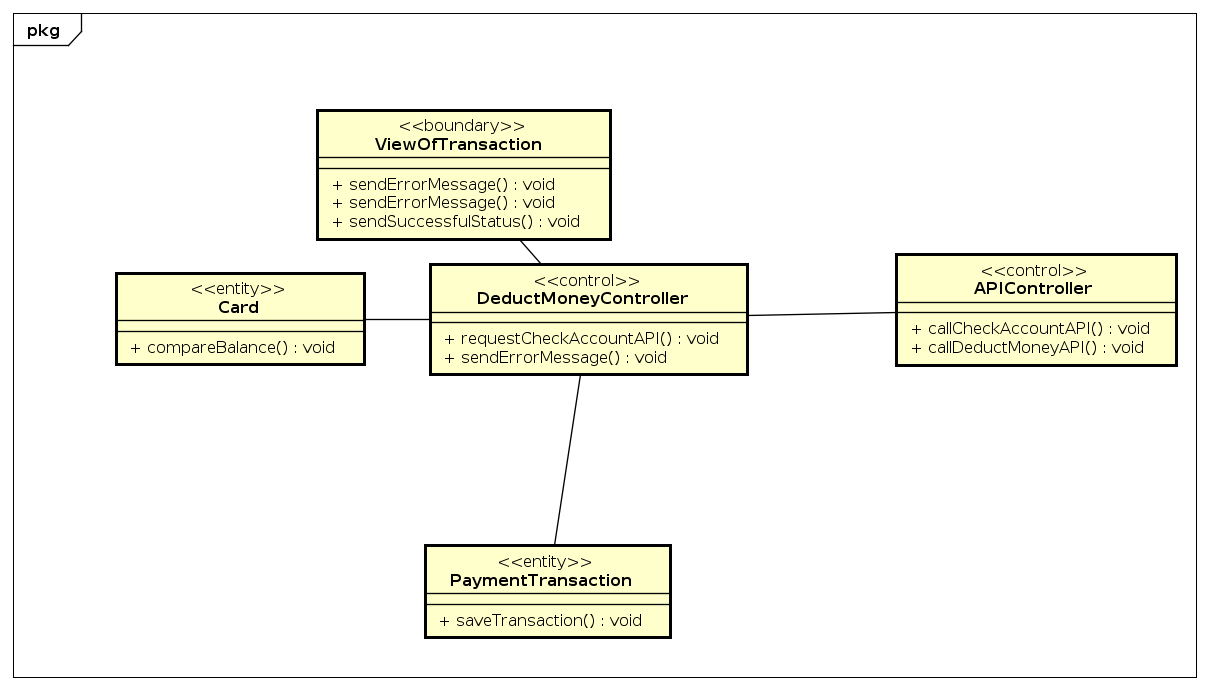 pkg
<<boundary>>
ViewOfTransaction
+ sendErrorMessage() : void
+ sendErrorMessage() : void
+ sendSuccessfulStatus() : void
<<entity>>
Card
+ compareBalance() : void
<<control>>
DeductMoneyController
+ requestCheckAccountAPI() : void
+ sendErrorMessage() : void
<<control>>
APIController
+ callCheckAccountAPI() : void
+ callDeductMoneyAPI() : void
<<entity>>
PaymentTransaction
+ saveTransaction() : void